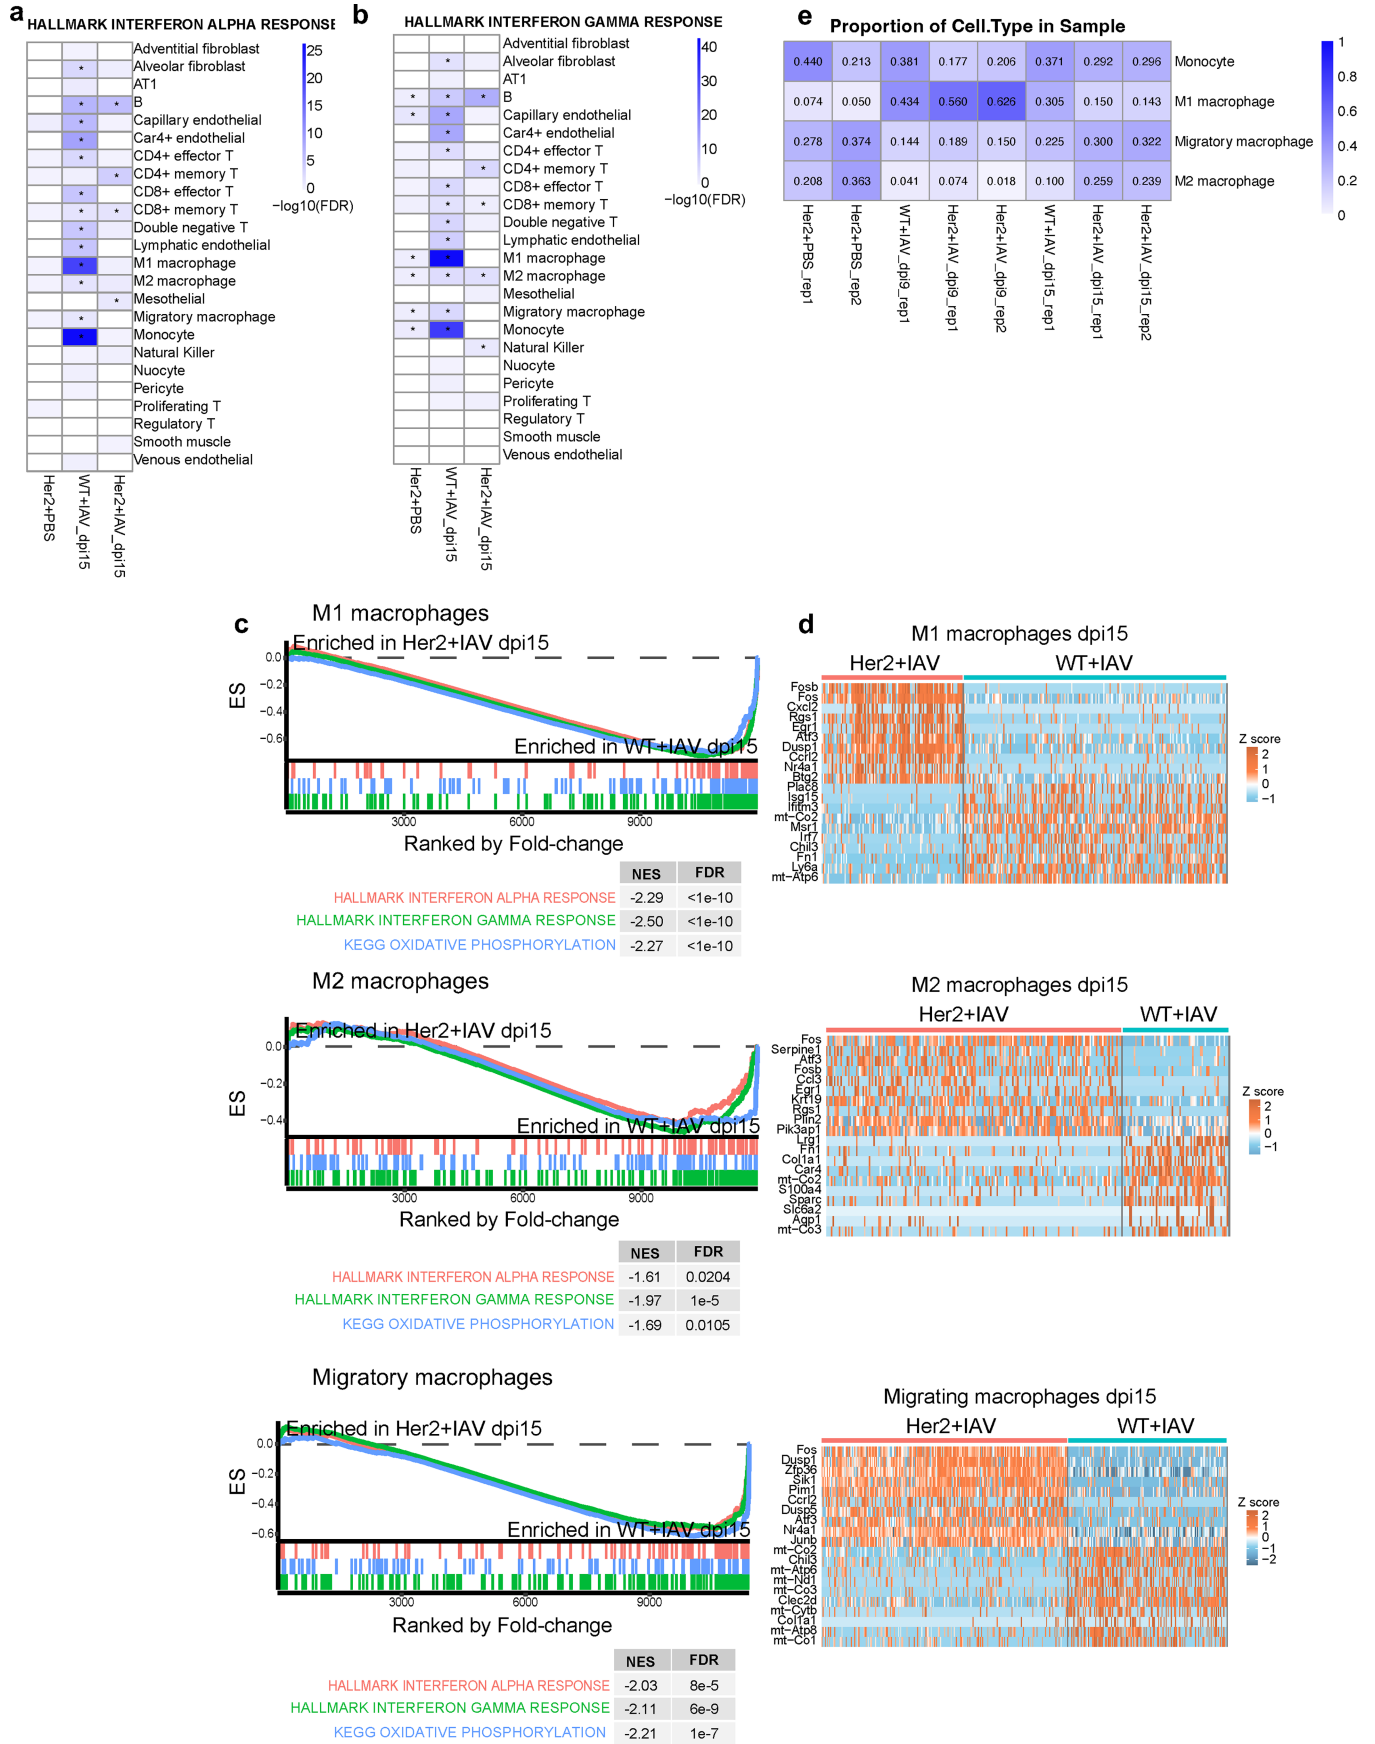 a
HALLMARK INTERFERON ALPHA RESPONSE
Adventitial fibroblast
Alveolar fibroblast
AT1
B
Capillary endothelial
Car4+ endothelial
CD4+ effector T
CD4+ memory T
CD8+ effector T
CD8+ memory T
Double negative T
Lymphatic endothelial
M1 macrophage
M2 macrophage
Mesothelial
Migratory macrophage
Monocyte
Natural Killer
Nuocyte
Pericyte
Proliferating T
Regulatory T
Smooth muscle
Venous endothelial
Her2+PBS
WT+IAV_dpi15
Her2+IAV_dpi15
25
20
15
10
5
0
−log10(FDR)
b
HALLMARK INTERFERON GAMMA RESPONSE
Adventitial fibroblast
Alveolar fibroblast
AT1
B
Capillary endothelial
Car4+ endothelial
CD4+ effector T
CD4+ memory T
CD8+ effector T
CD8+ memory T
Double negative T
Lymphatic endothelial
M1 macrophage
M2 macrophage
Mesothelial
Migratory macrophage
Monocyte
Natural Killer
Nuocyte
Pericyte
Proliferating T
Regulatory T
Smooth muscle
Venous endothelial
Her2+PBS
WT+IAV_dpi15
Her2+IAV_dpi15
40
30
20
10
0
−log10(FDR)
e
Proportion of Cell.Type in Sample
0.440 0.213 0.381 0.177 0.206 0.371 0.292 0.296 Monocyte
0.074 0.050 0.434 0.560 0.626 0.305 0.150 0.143 M1 macrophage
0.278 0.374 0.144 0.189 0.150 0.225 0.300 0.322 Migratory macrophage
0.208 0.363 0.041 0.074 0.018 0.100 0.259 0.239 M2 macrophage
Her2+PBS_rep1
Her2+PBS_rep2
WT+IAV_dpi9_rep1
Her2+IAV_dpi9_rep1
Her2+IAV_dpi9_rep2
WT+IAV_dpi15_rep1
Her2+IAV_dpi15_rep1
Her2+IAV_dpi15_rep2
1
0.8
0.6
0.4
0.2
0
c
M1 macrophages
Enriched in Her2+IAV dpi15
0.0
−0.2
−0.4
−0.6
ES
Enriched in WT+IAV dpi15
3000 6000 9000
Ranked by Fold-change
NES FDR
HALLMARK INTERFERON ALPHA RESPONSE -2.29 <1e-10
HALLMARK INTERFERON GAMMA RESPONSE -2.50 <1e-10
KEGG OXIDATIVE PHOSPHORYLATION -2.27 <1e-10
M2 macrophages
Enriched in Her2+IAV dpi15
0.0
−0.2
−0.4
ES
Enriched in WT+IAV dpi15
3000 6000 9000
Ranked by Fold-change
NES FDR
HALLMARK INTERFERON ALPHA RESPONSE -1.61 0.0204
HALLMARK INTERFERON GAMMA RESPONSE -1.97 1e-5
KEGG OXIDATIVE PHOSPHORYLATION -1.69 0.0105
Migratory macrophages
Enriched in Her2+IAV dpi15
0.0
−0.2
−0.4
−0.6
ES
Enriched in WT+IAV dpi15
3000 6000 9000
Ranked by Fold-change
NES FDR
HALLMARK INTERFERON ALPHA RESPONSE -2.03 8e-5
HALLMARK INTERFERON GAMMA RESPONSE -2.11 6e-9
KEGG OXIDATIVE PHOSPHORYLATION -2.21 1e-7
d
M1 macrophages dpi15
Her2+IAV WT+IAV
Fosb
Fos
Cxcl2
Rgs1
Egr1
Atf3
Dusp1
Ccrl2
Nr4a1
Btg2
Plac8
Isg15
Ifitm3
mt−Co2
Msr1
Irf7
Chil3
Fn1
Ly6a
mt−Atp6
Z score
2
1
0
−1
M2 macrophages dpi15
Her2+IAV WT+IAV
Fos
Serpine1
Atf3
Fosb
Ccl3
Egr1
Krt19
Rgs1
Plin2
Pik3ap1
Lrg1
Fn1
Col1a1
Car4
mt−Co2
S100a4
Sparc
Slc6a2
Aqp1
mt−Co3
Z score
2
1
0
−1
Migrating macrophages dpi15
Her2+IAV WT+IAV
Fos
Dusp1
Zfp36
Sik1
Pim1
Ccrl2
Dusp5
Atf3
Nr4a1
Junb
mt−Co2
Chil3
mt−Atp6
mt−Nd1
mt−Co3
Clec2d
mt−Cytb
Col1a1
mt−Atp8
mt−Co1
Z score
2
1
0
−1
−2